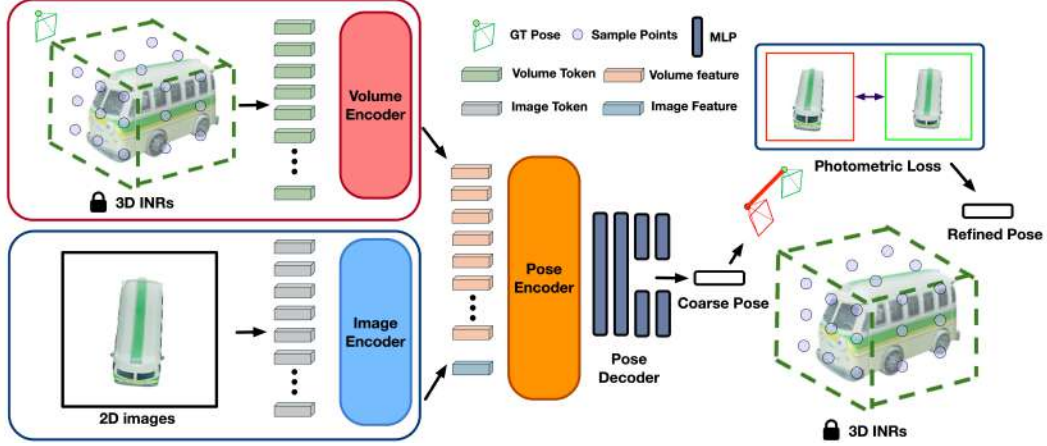 GT Pose
Sample Points
MLP
Volume Token
Volume feature
Image Token
Image Feature
Volume
Encoder
3D INRs
Image
Encoder
2D images
Pose
Encoder
Pose
Decoder
Coarse Pose
Photometric Loss
Refined Pose
3D INRs